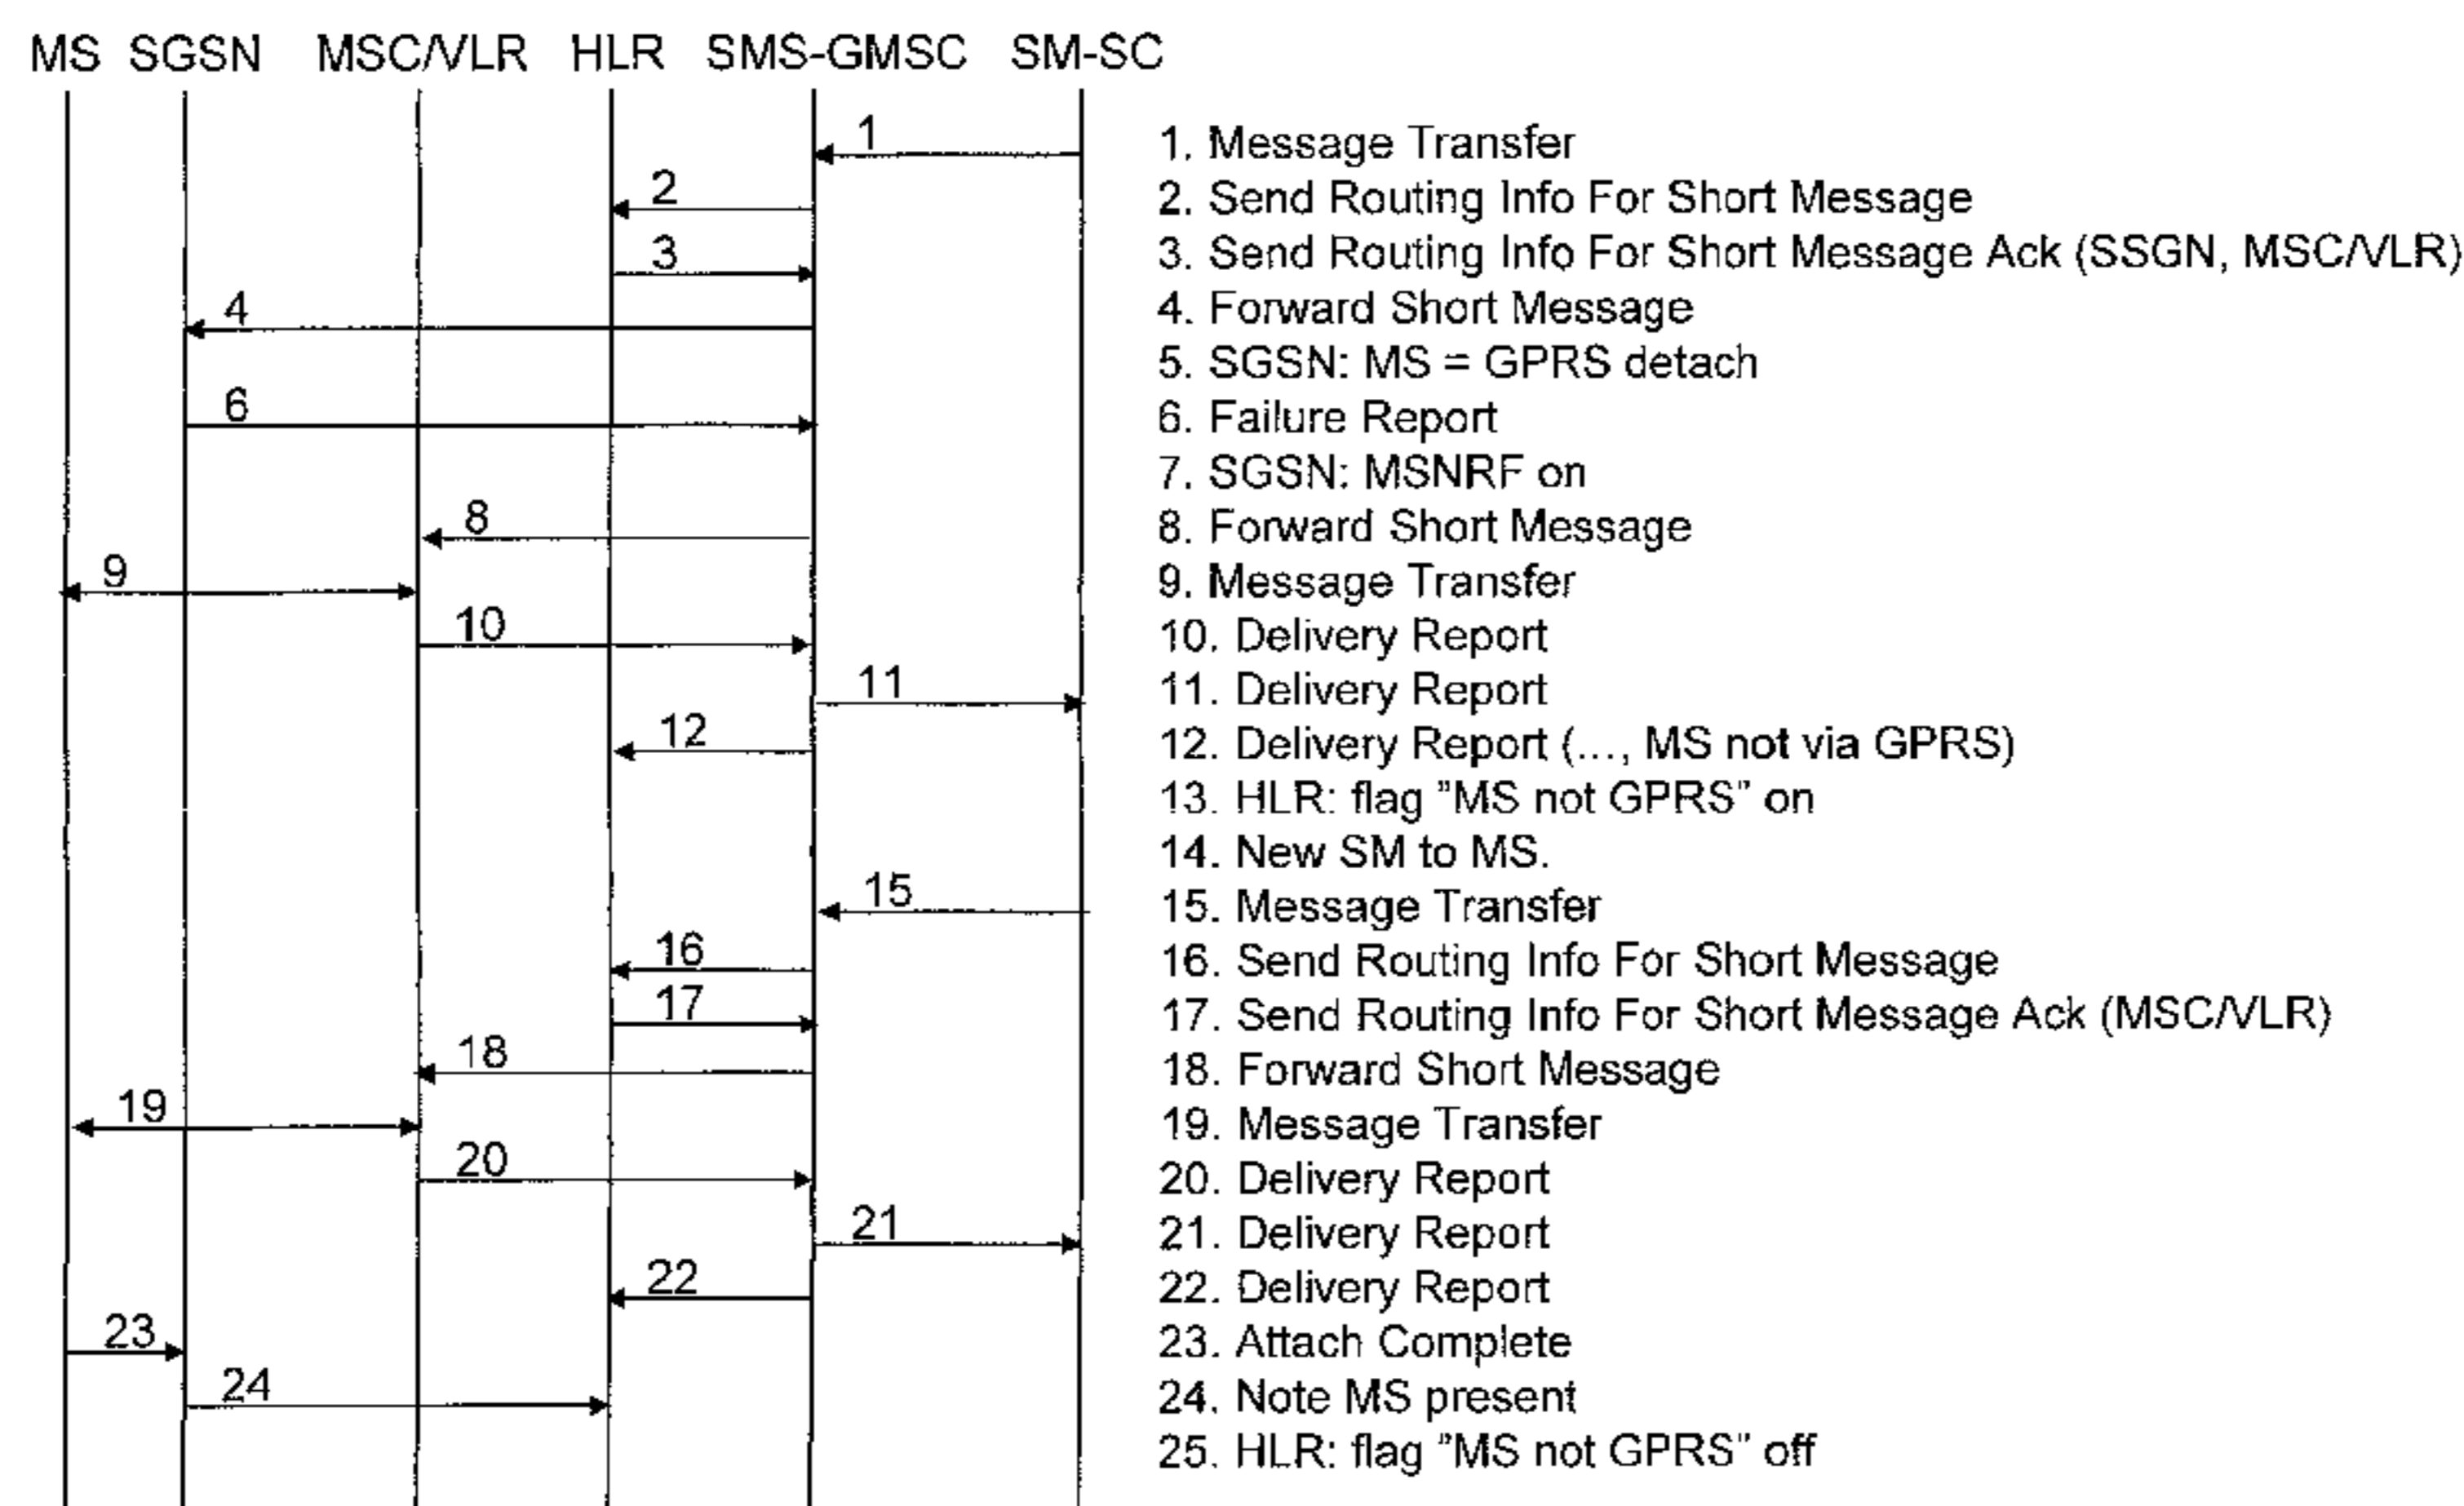 MS SGSN MSC/VLR HLR SMS-GMSC SM-SC
1
2
3
4
6
8
9
10
11
12
15
16
17
18
19
20
21
22
23
24
1. Message Transfer
2. Send Routing Info For Short Message
3. Send Routing Info For Short Message Ack (SSGN, MSC/VLR)
4. Forward Short Message
5. SGSN: MS = GPRS detach
6. Failure Report
7. SGSN: MSNRF on
8. Forward Short Message
9. Message Transfer
10. Delivery Report
11. Delivery Report
12. Delivery Report (..., MS not via GPRS)
13. HLR: flag "MS not GPRS" on
14. New SM to MS.
15. Message Transfer
16. Send Routing Info For Short Message
17. Send Routing Info For Short Message Ack (MSC/VLR)
18. Forward Short Message
19. Message Transfer
20. Delivery Report
21. Delivery Report
22. Delivery Report
23. Attach Complete
24. Note MS present
25. HLR: flag "MS not GPRS" off